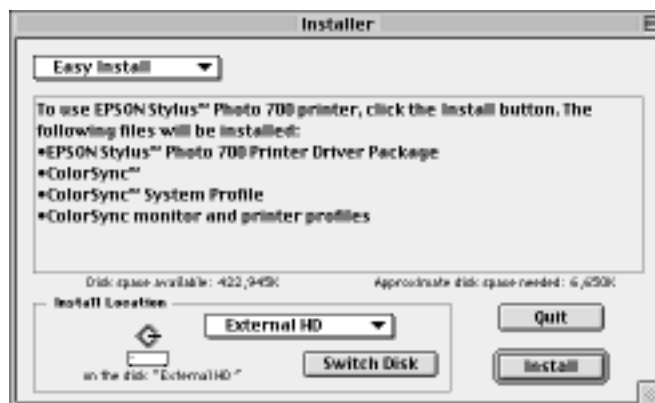 Installer
Easy Install
To use EPSON Stylus™ Photo 700 printer, click the Install button. The
following files will be installed:
•EPSON Stylus™ Photo 700 Printer Driver Package
•ColorSync™
•ColorSync™ System Profile
•ColorSync monitor and printer profiles
Disk space available: 422,945K
Approximate disk space needed: 6,650K
Install Location
External HD
on the disk "External HD"
Switch Disk
Quit
Install